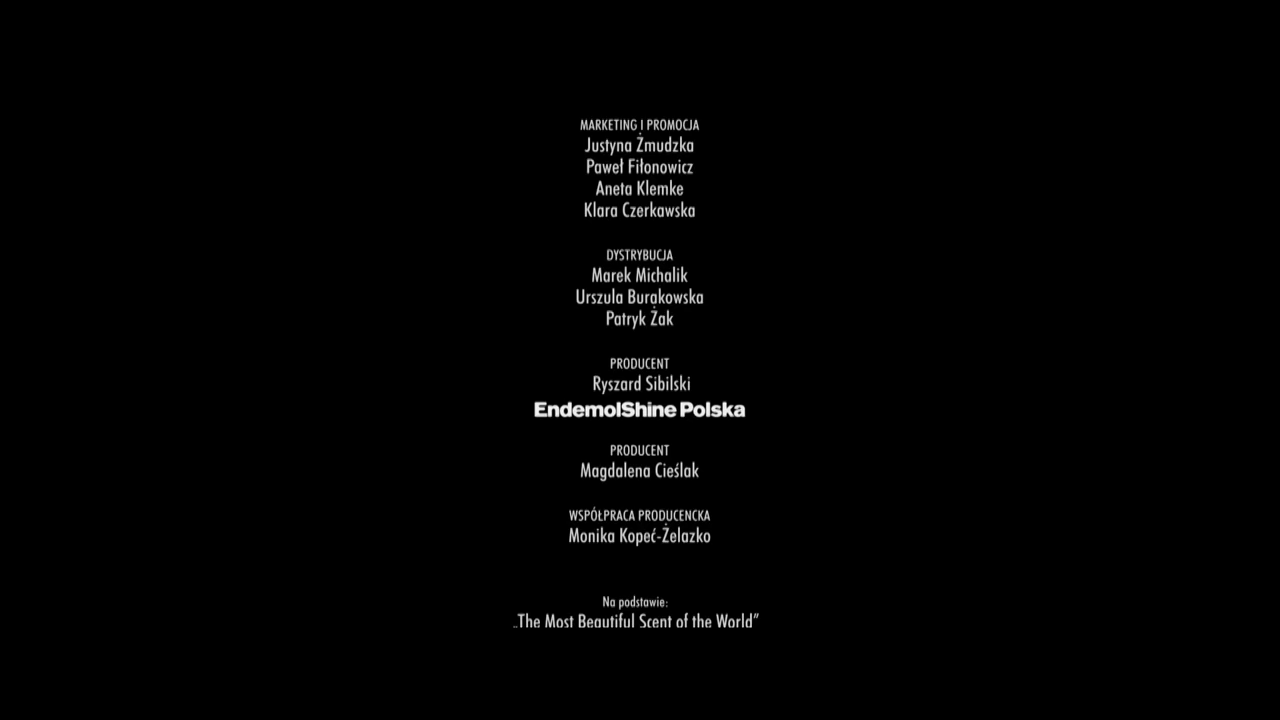 MARKETING I PROMOCJA
Justyna Żmudzka
Paweł Fiłonowicz
Aneta Klemke
Klara Czerkawska
DYSTRYBUCJA
Marek Michalik
Urszula Burakowska
Patryk Żak
PRODUCENT
Ryszard Sibilski
EndemolShine Polska
PRODUCENT
Magdalena Cieślak
WSPÓŁPRACA PRODUCENCKA
Monika Kopeć-Żelazko
Na podstawie:
„The Most Beautiful Scent of the World”